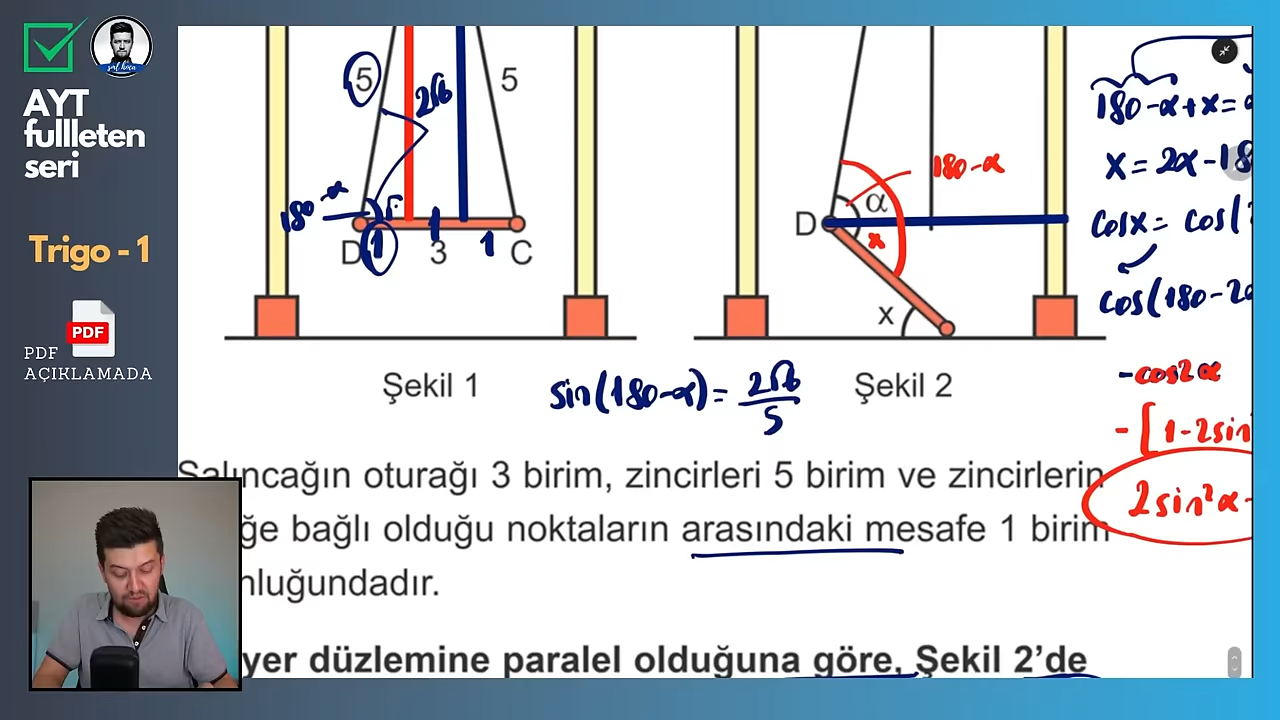 AYT
fullleten
seri
Trigo - 1
PDF
PDF
AÇIKLAMADA
5
2√6
5
180-α
D
1
1
3
1
C
Şekil 1
180-α
α
D
x
x
Şekil 2
sin(180-α) = 2√6/5
180-α+x=
x = 2α-18
cosx = cos(
cos(180-2α
-cos2α
-[1-2sin
2sin²α-
Salıncağın oturağı 3 birim, zincirleri 5 birim ve zincirlerin
ğe bağlı olduğu noktaların arasındaki mesafe 1 birim
nluğundadır.
yer düzlemine paralel olduğuna göre, Şekil 2’de